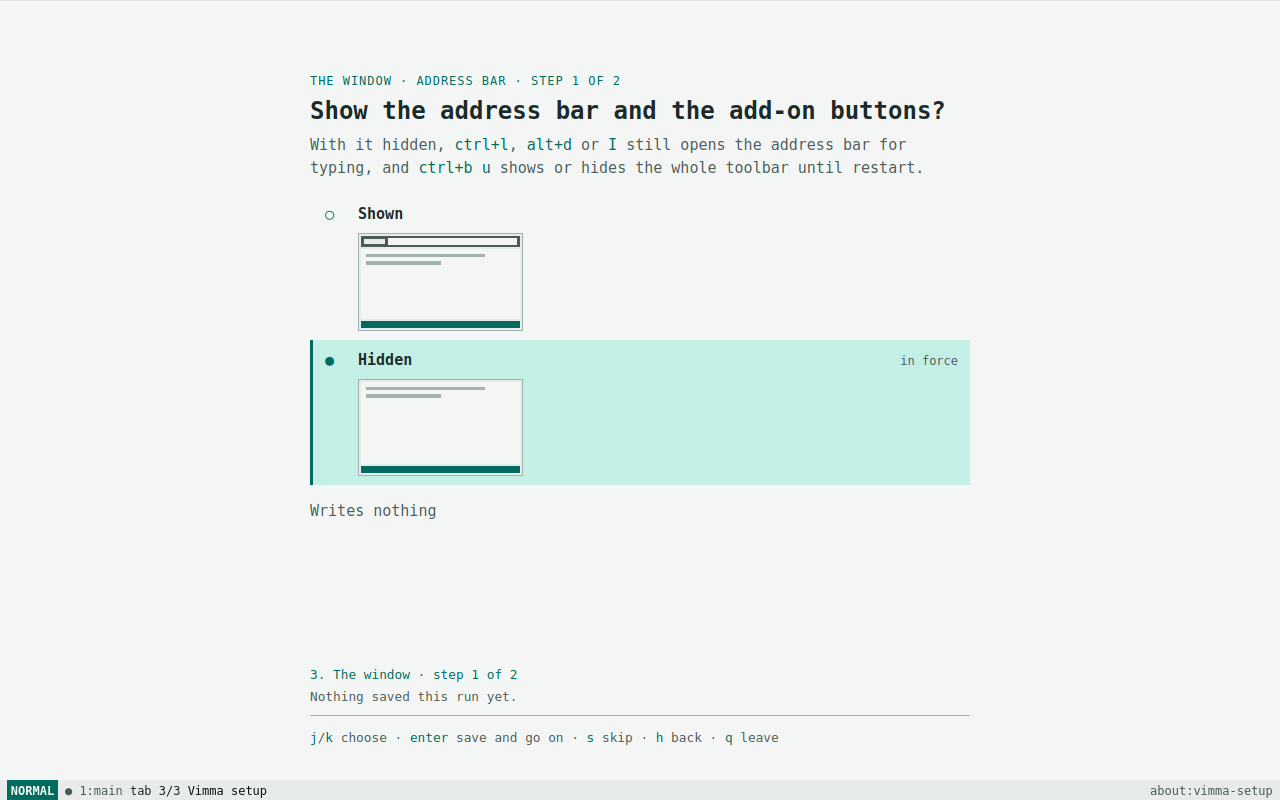 THE WINDOW · ADDRESS BAR · STEP 1 OF 2
Show the address bar and the add-on buttons?
With it hidden, ctrl+l, alt+d or I still opens the address bar for
typing, and ctrl+b u shows or hides the whole toolbar until restart.
○ Shown
● Hidden in force
Writes nothing
3. The window · step 1 of 2
Nothing saved this run yet.
j/k choose · enter save and go on · s skip · h back · q leave
NORMAL ● 1:main tab 3/3 Vimma setup about:vimma-setup